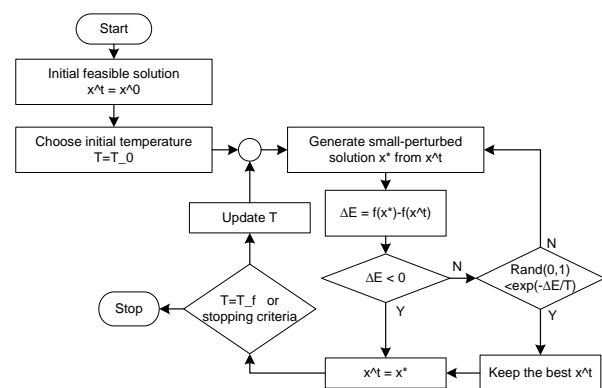 Start
Initial feasible solution
x^t = x^0
Choose initial temperature
T=T_0
Generate small-perturbed
solution x* from x^t
Update T
ΔE = f(x*)-f(x^t)
N
ΔE < 0
N
Rand(0,1)
<exp(-ΔE/T)
T=T_f or
stopping criteria
Stop
Y
Y
x^t = x*
Keep the best x^t